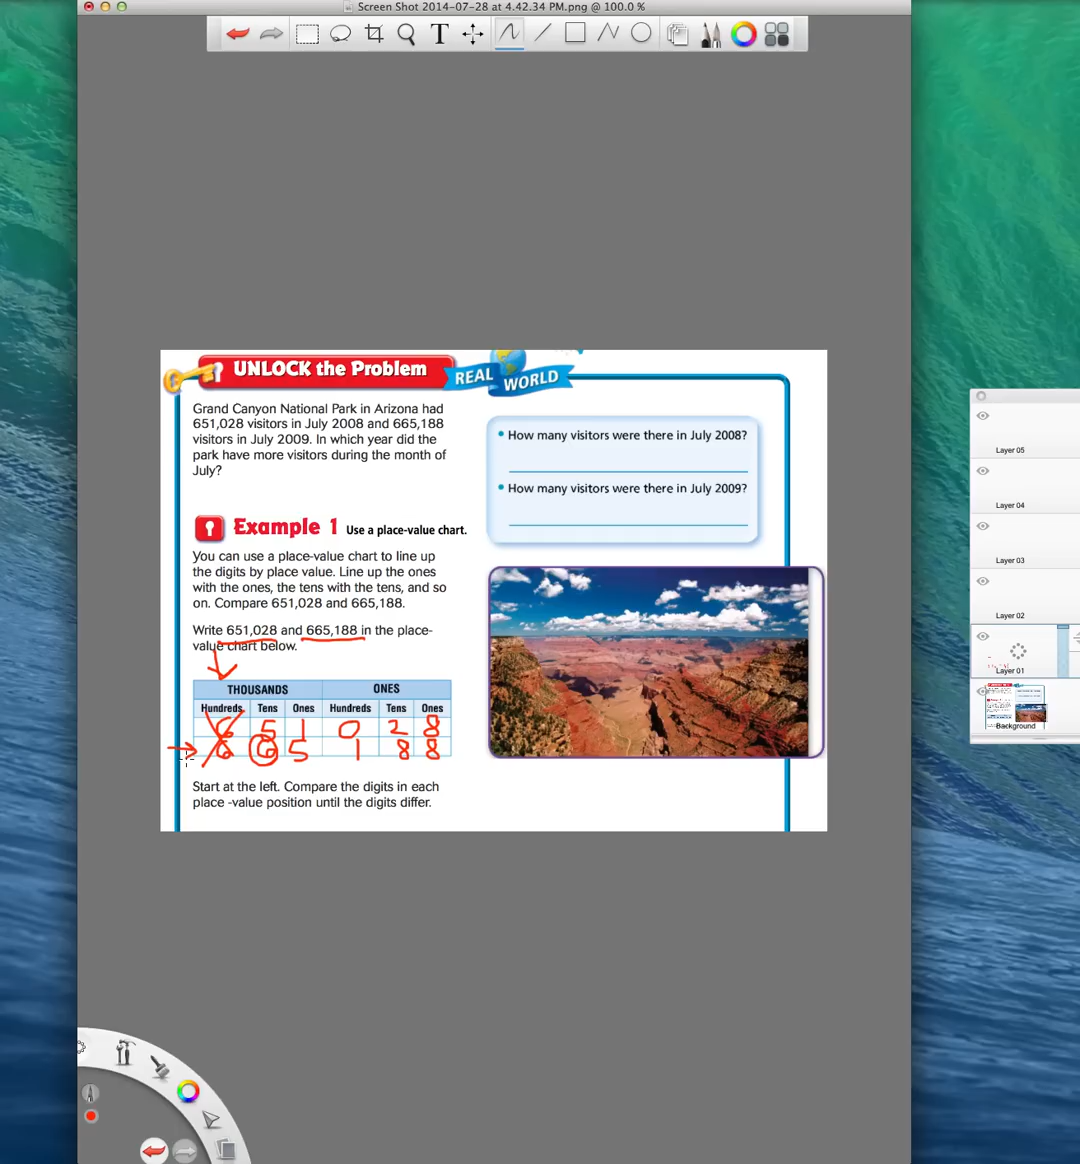 Screen Shot 2014-07-28 at 4.42.34 PM.png @ 100.0 %
T
UNLOCK the Problem
REAL WORLD
Grand Canyon National Park in Arizona had
651,028 visitors in July 2008 and 665,188
visitors in July 2009. In which year did the
park have more visitors during the month of
July?
• How many visitors were there in July 2008?
• How many visitors were there in July 2009?
Example 1 Use a place-value chart.
You can use a place-value chart to line up
the digits by place value. Line up the ones
with the ones, the tens with the tens, and so
on. Compare 651,028 and 665,188.
Write 651,028 and 665,188 in the place-
value chart below.
THOUSANDS ONES
Hundreds Tens Ones Hundreds Tens Ones
6 5 1 0 2 8
6 6 5 1 8 8
Start at the left. Compare the digits in each
place -value position until the digits differ.
Layer 05
Layer 04
Layer 03
Layer 02
Layer 01
Background